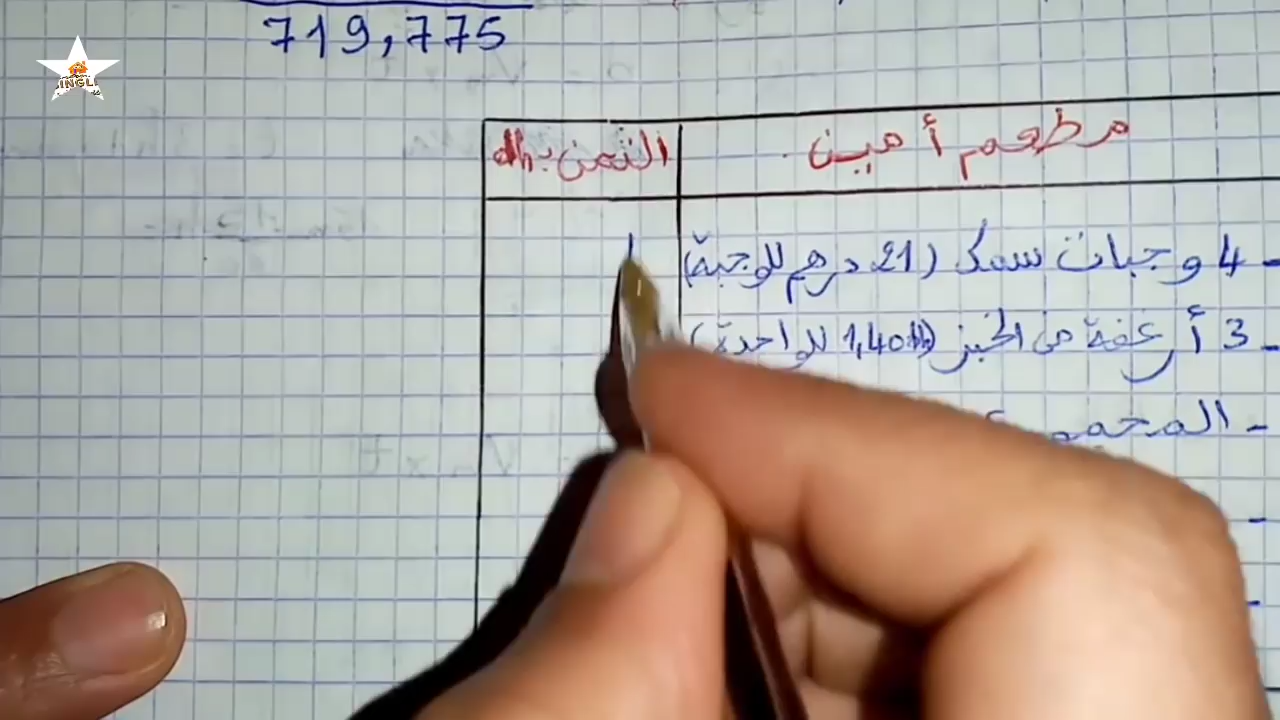 719,775
مطعم أمين
الثمن بـ dh
- 4 وجبات سمك (21 درهم للوجبة)
- 3 أرغفة من الخبز (1,40dh للواحدة)
- المجموع